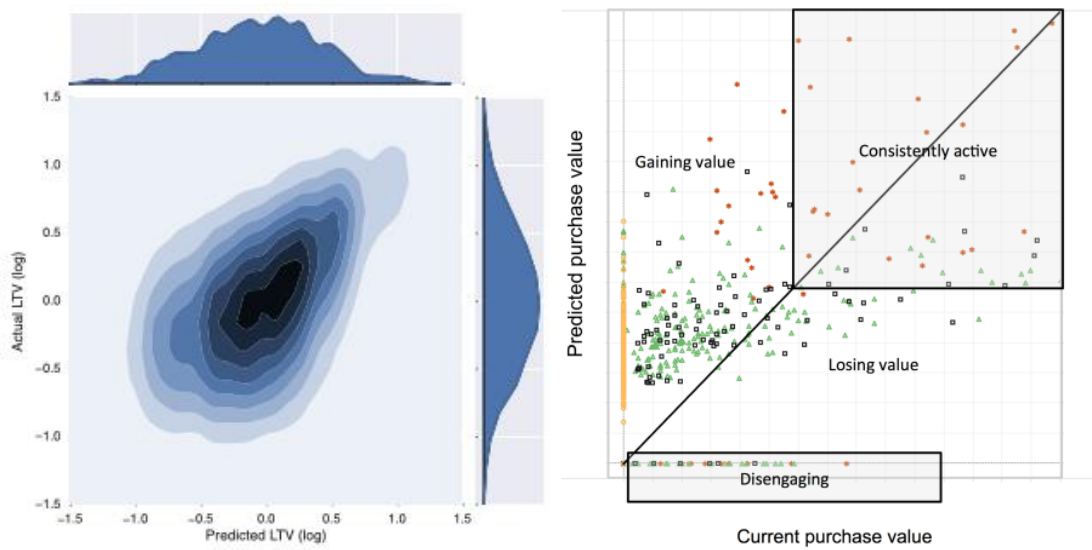 1.5
1.0
0.5
0.0
−0.5
−1.0
−1.5
Actual LTV (log)
−1.5 −1.0 −0.5 0.0 0.5 1.0 1.5
Predicted LTV (log)
Predicted purchase value
Gaining value
Consistently active
Losing value
Disengaging
Current purchase value